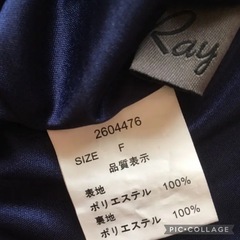 Ray
2604476
SIZE F
品質表示
表地
ポリエステル 100%
裏地
ポリエステル 100%
PIC•COLLAGE